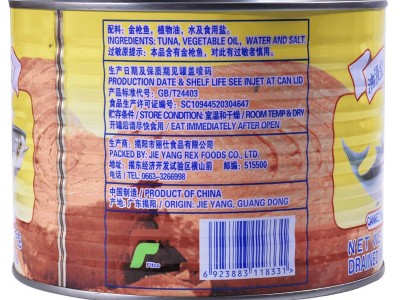 配料：金枪鱼，植物油，水及食用盐。
INGREDIENTS: TUNA, VEGETABLE OIL, WATER AND SALT
过敏原提示：本品含有金枪鱼，对此有过敏者慎用。
生产日期及保质期见罐盖喷码
PRODUCTION DATE & SHELF LIFE SEE INJET AT CAN LID
产品标准代号：GB/T24403
食品生产许可证编号：SC10944520304647
贮存条件 / STORE CONDITION: 室温和干燥 / ROOM TEMP & DRY
开罐后请尽快食用 / EAT IMMEDIATELY AFTER OPEN
生产商：揭阳市丽仕食品有限公司
PACKED BY: JIE YANG REX FOODS CO., LTD.
地址：揭东经济开发试验区横山前 邮编：515500
电话 / TEL: 0663-3266998
中国制造 / PRODUCT OF CHINA
产地：广东揭阳 / ORIGIN: JIE YANG, GUANG DONG
Fiico
6 923883 118331>
NET W
DRAINED